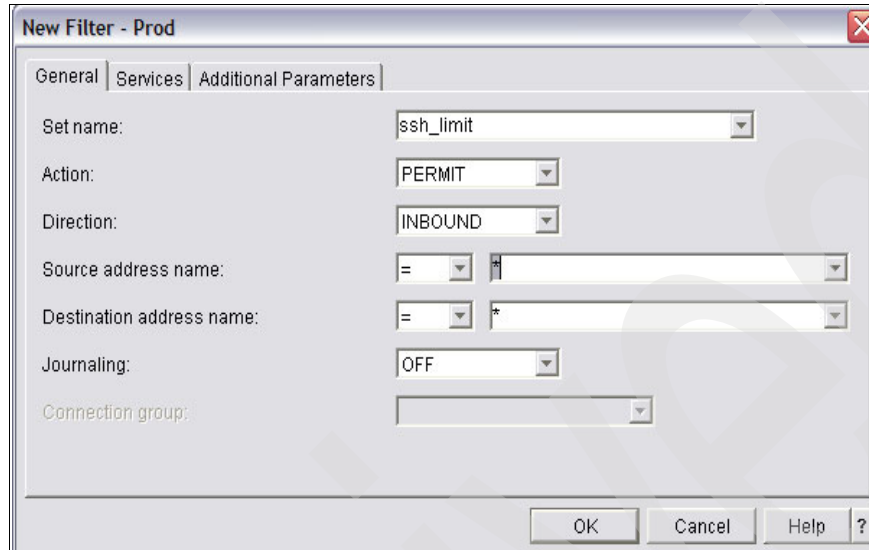 New Filter - Prod
General Services Additional Parameters
Set name: ssh_limit
Action: PERMIT
Direction: INBOUND
Source address name: = *
Destination address name: = *
Journaling: OFF
Connection group:
OK Cancel Help ?